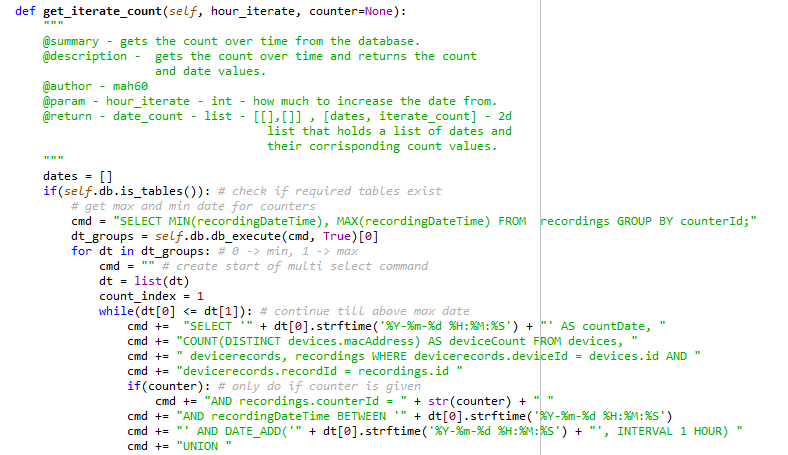 def get_iterate_count(self, hour_iterate, counter=None):
"""
@summary - gets the count over time from the database.
@description -  gets the count over time and returns the count
and date values.
@author - mah60
@param - hour_iterate - int - how much to increase the date from.
@return - date_count - list - [[],[]] , [dates, iterate_count] - 2d
list that holds a list of dates and
their corrisponding count values.
"""
dates = []
if(self.db.is_tables()): # check if required tables exist
# get max and min date for counters
cmd = "SELECT MIN(recordingDateTime), MAX(recordingDateTime) FROM  recordings GROUP BY counterId;"
dt_groups = self.db.db_execute(cmd, True)[0]
for dt in dt_groups: # 0 -> min, 1 -> max
cmd = "" # create start of multi select command
dt = list(dt)
count_index = 1
while(dt[0] <= dt[1]): # continue till above max date
cmd +=  "SELECT '" + dt[0].strftime('%Y-%m-%d %H:%M:%S') + "' AS countDate, "
cmd += "COUNT(DISTINCT devices.macAddress) AS deviceCount FROM devices, "
cmd += " devicerecords, recordings WHERE devicerecords.deviceId = devices.id AND "
cmd += "devicerecords.recordId = recordings.id "
if(counter): # only do if counter is given
cmd += "AND recordings.counterId = " + str(counter) + " "
cmd += "AND recordingDateTime BETWEEN '" + dt[0].strftime('%Y-%m-%d %H:%M:%S')
cmd += "' AND DATE_ADD('" + dt[0].strftime('%Y-%m-%d %H:%M:%S') + "', INTERVAL 1 HOUR) "
cmd += "UNION "